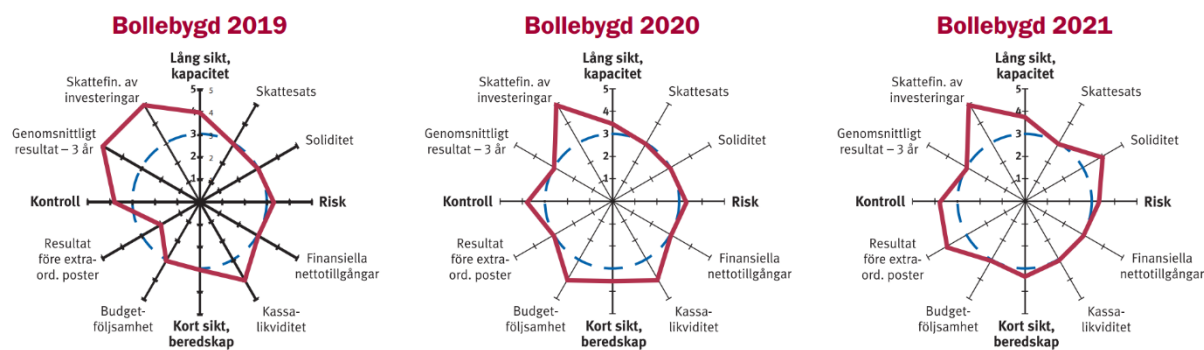 Bollebygd 2019
Lång sikt,
kapacitet
Skattefin. av
investeringar
Skattesats
Genomsnittligt
resultat – 3 år
Soliditet
Kontroll
Risk
Resultat
före extra-
ord. poster
Finansiella
nettotillgångar
Budget-
följsamhet
Kassa-
likviditet
Kort sikt,
beredskap
5
4
3
2
1
5
4
3
2
1
Bollebygd 2020
Lång sikt,
kapacitet
Skattefin. av
investeringar
Skattesats
Genomsnittligt
resultat – 3 år
Soliditet
Kontroll
Risk
Resultat
före extra-
ord. poster
Finansiella
nettotillgångar
Budget-
följsamhet
Kassa-
likviditet
Kort sikt,
beredskap
5
4
3
2
1
Bollebygd 2021
Lång sikt,
kapacitet
Skattefin. av
investeringar
Skattesats
Genomsnittligt
resultat – 3 år
Soliditet
Kontroll
Risk
Resultat
före extra-
ord. poster
Finansiella
nettotillgångar
Budget-
följsamhet
Kassa-
likviditet
Kort sikt,
beredskap
5
4
3
2
1